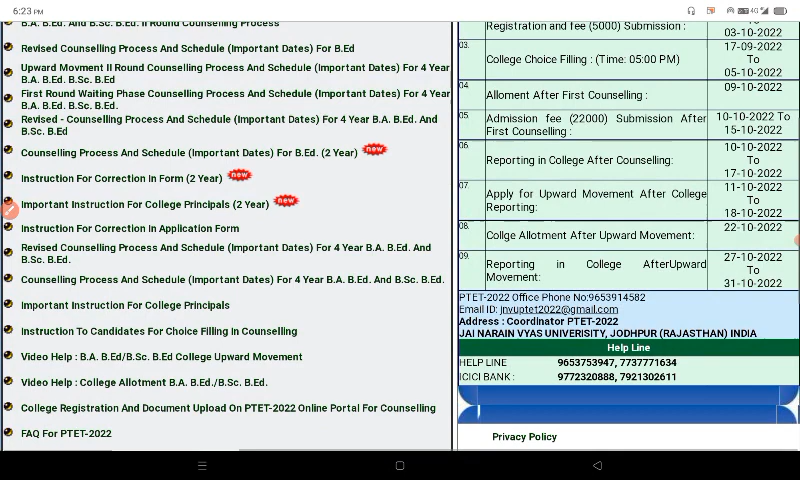 6:23 PM
4G
B.A. B.Ed. And B.Sc. B.Ed II Round Counselling Process
Revised Counselling Process And Schedule (Important Dates) For B.Ed
Upward Movment II Round Counselling Process And Schedule (Important Dates) For 4 Year
B.A. B.Ed. B.Sc. B.Ed
First Round Waiting Phase Counselling Process And Schedule (Important Dates) For 4 Year
B.A. B.Ed. B.Sc. B.Ed.
Revised - Counselling Process And Schedule (Important Dates) For 4 Year B.A. B.Ed. And
B.Sc. B.Ed
Counselling Process And Schedule (Important Dates) For B.Ed. (2 Year) new
Instruction For Correction In Form (2 Year) new
Important Instruction For College Principals (2 Year) new
Instruction For Correction In Application Form
Revised Counselling Process And Schedule (Important Dates) For 4 Year B.A. B.Ed. And
B.Sc. B.Ed.
Counselling Process And Schedule (Important Dates) For 4 Year B.A. B.Ed. And B.Sc. B.Ed.
Important Instruction For College Principals
Instruction To Candidates For Choice Filling In Counselling
Video Help : B.A. B.Ed/B.Sc. B.Ed College Upward Movement
Video Help : College Allotment B.A. B.Ed./B.Sc. B.Ed.
College Registration And Document Upload On PTET-2022 Online Portal For Counselling
FAQ For PTET-2022
Registration and fee (5000) Submission :
To
03-10-2022
03.
College Choice Filling : (Time: 05:00 PM)
17-09-2022
To
05-10-2022
04.
Alloment After First Counselling :
09-10-2022
05.
Admission fee (22000) Submission After
First Counselling :
10-10-2022 To
15-10-2022
06.
Reporting in College After Counselling:
10-10-2022
To
17-10-2022
07.
Apply for Upward Movement After College
Reporting:
11-10-2022
To
18-10-2022
08.
Collge Allotment After Upward Movement:
22-10-2022
09.
Reporting in College AfterUpward
Movement:
27-10-2022
To
31-10-2022
PTET-2022 Office Phone No:9653914582
Email ID: jnvuptet2022@gmail.com
Address : Coordinator PTET-2022
JAI NARAIN VYAS UNIVERISITY, JODHPUR (RAJASTHAN) INDIA
Help Line
HELP LINE 9653753947, 7737771634
ICICI BANK : 9772320888, 7921302611
Privacy Policy